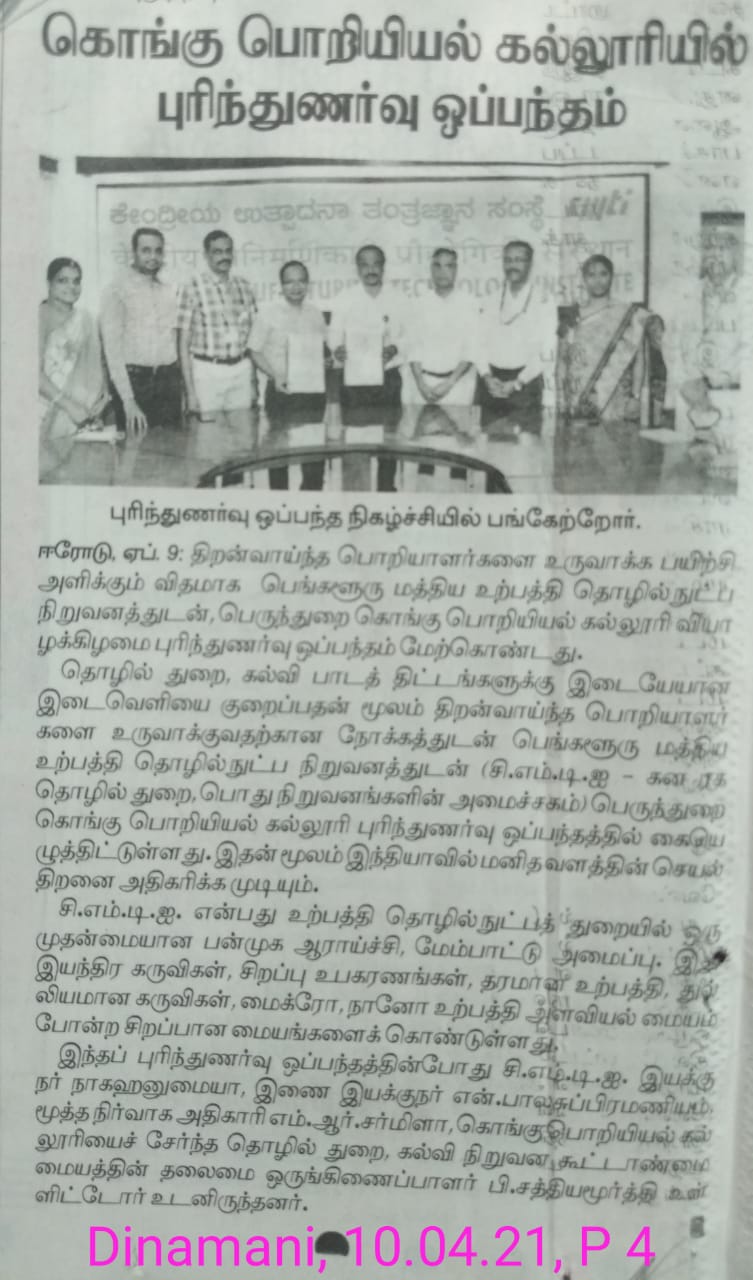 கொங்கு பொறியியல் கல்லூரியில்
புரிந்துணர்வு ஒப்பந்தம்
ಕೇಂದ್ರೀಯ ಉತ್ಪಾದನಾ ತಂತ್ರಜ್ಞಾನ ಸಂಸ್ಥೆ
புரிந்துணர்வு ஒப்பந்த நிகழ்ச்சியில் பங்கேற்றோர்.
ஈரோடு, ஏப். 9: திறன்வாய்ந்த பொறியாளர்களை உருவாக்க பயிற்சி
அளிக்கும் விதமாக பெங்களூரு மத்திய உற்பத்தி தொழில்நுட்ப
நிறுவனத்துடன், பெருந்துறை கொங்கு பொறியியல் கல்லூரி வியா
ழக்கிழமை புரிந்துணர்வு ஒப்பந்தம் மேற்கொண்டது.
தொழில் துறை, கல்வி பாடத் திட்டங்களுக்கு இடையேயான
இடைவெளியை குறைப்பதன் மூலம் திறன்வாய்ந்த பொறியாளர்
களை உருவாக்குவதற்கான நோக்கத்துடன் பெங்களூரு மத்திய
உற்பத்தி தொழில்நுட்ப நிறுவனத்துடன் (சி.எம்.டி.ஐ - கன ரக
தொழில் துறை, பொது நிறுவனங்களின் அமைச்சகம்) பெருந்துறை
கொங்கு பொறியியல் கல்லூரி புரிந்துணர்வு ஒப்பந்தத்தில் கையெ
ழுத்திட்டுள்ளது. இதன் மூலம் இந்தியாவில் மனிதவளத்தின் செயல்
திறனை அதிகரிக்க முடியும்.
சி.எம்.டி.ஐ. என்பது உற்பத்தி தொழில்நுட்பத் துறையில் ஒரு
முதன்மையான பன்முக ஆராய்ச்சி, மேம்பாட்டு அமைப்பு. இது
இயந்திர கருவிகள், சிறப்பு உபகரணங்கள், தரமான உற்பத்தி, துல்
லியமான கருவிகள், மைக்ரோ, நானோ உற்பத்தி அளவியல் மையம்
போன்ற சிறப்பான மையங்களைக் கொண்டுள்ளது.
இந்தப் புரிந்துணர்வு ஒப்பந்தத்தின்போது சி.எம்.டி.ஐ. இயக்கு
நர் நாகஹனுமையா, இணை இயக்குநர் என்.பாலசுப்பிரமணியம்,
மூத்த நிர்வாக அதிகாரி எம்.ஆர்.சர்மிளா, கொங்கு பொறியியல் கல்
லூரியைச் சேர்ந்த தொழில் துறை, கல்வி நிறுவன கூட்டாண்மை
மையத்தின் தலைமை ஒருங்கிணைப்பாளர் பி.சத்தியமூர்த்தி உள்
ளிட்டோர் உடனிருந்தனர்.
Dinamani, 10.04.21, P 4